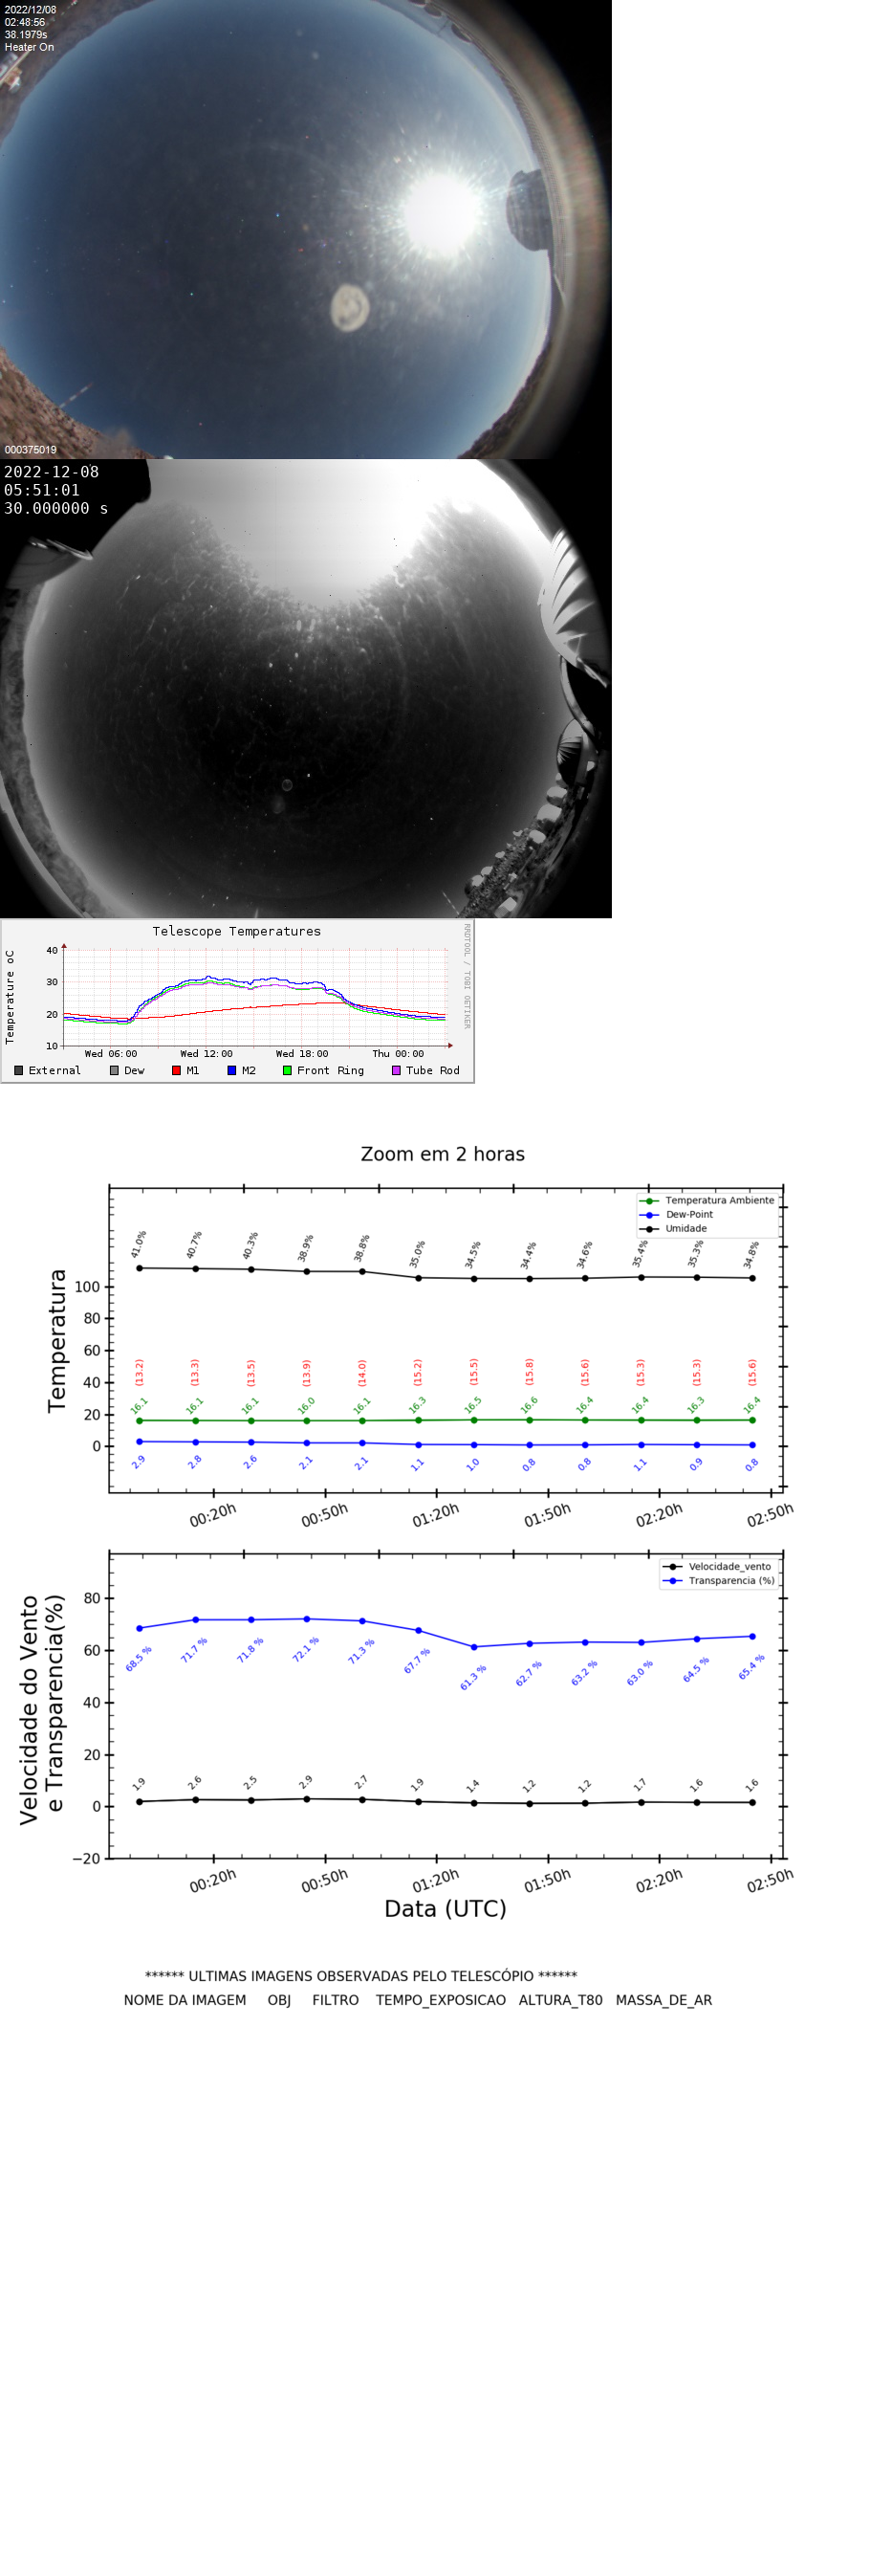 2022/12/08
02:48:56
38.1979s
Heater On
000375019
2022-12-08
05:51:01
30.000000 s
Telescope Temperatures
RRDTOOL / TOBI OETIKER
Temperature oC
40
30
20
10
Wed 06:00 Wed 12:00 Wed 18:00 Thu 00:00
External Dew M1 M2 Front Ring Tube Rod
Zoom em 2 horas
Temperatura Ambiente
Dew-Point
Umidade
41.0% 40.7% 40.3% 38.9% 38.8% 35.0% 34.5% 34.4% 34.6% 35.4% 35.3% 34.8%
Temperatura
100
80
60
40
20
0
(13.2) (13.3) (13.5) (13.9) (14.0) (15.2) (15.5) (15.8) (15.6) (15.3) (15.3) (15.6)
16.1 16.1 16.1 16.0 16.1 16.3 16.5 16.6 16.4 16.4 16.3 16.4
2.9 2.8 2.6 2.1 2.1 1.1 1.0 0.8 0.8 1.1 0.9 0.8
00:20h 00:50h 01:20h 01:50h 02:20h 02:50h
Velocidade_vento
Transparencia (%)
Velocidade do Vento
e Transparencia(%)
80
60
40
20
0
−20
68.5 % 71.7 % 71.8 % 72.1 % 71.3 % 67.7 % 61.3 % 62.7 % 63.2 % 63.0 % 64.5 % 65.4 %
1.9 2.6 2.5 2.9 2.7 1.9 1.4 1.2 1.2 1.7 1.6 1.6
00:20h 00:50h 01:20h 01:50h 02:20h 02:50h
Data (UTC)
****** ULTIMAS IMAGENS OBSERVADAS PELO TELESCÓPIO ******
NOME DA IMAGEM OBJ FILTRO TEMPO_EXPOSICAO ALTURA_T80 MASSA_DE_AR